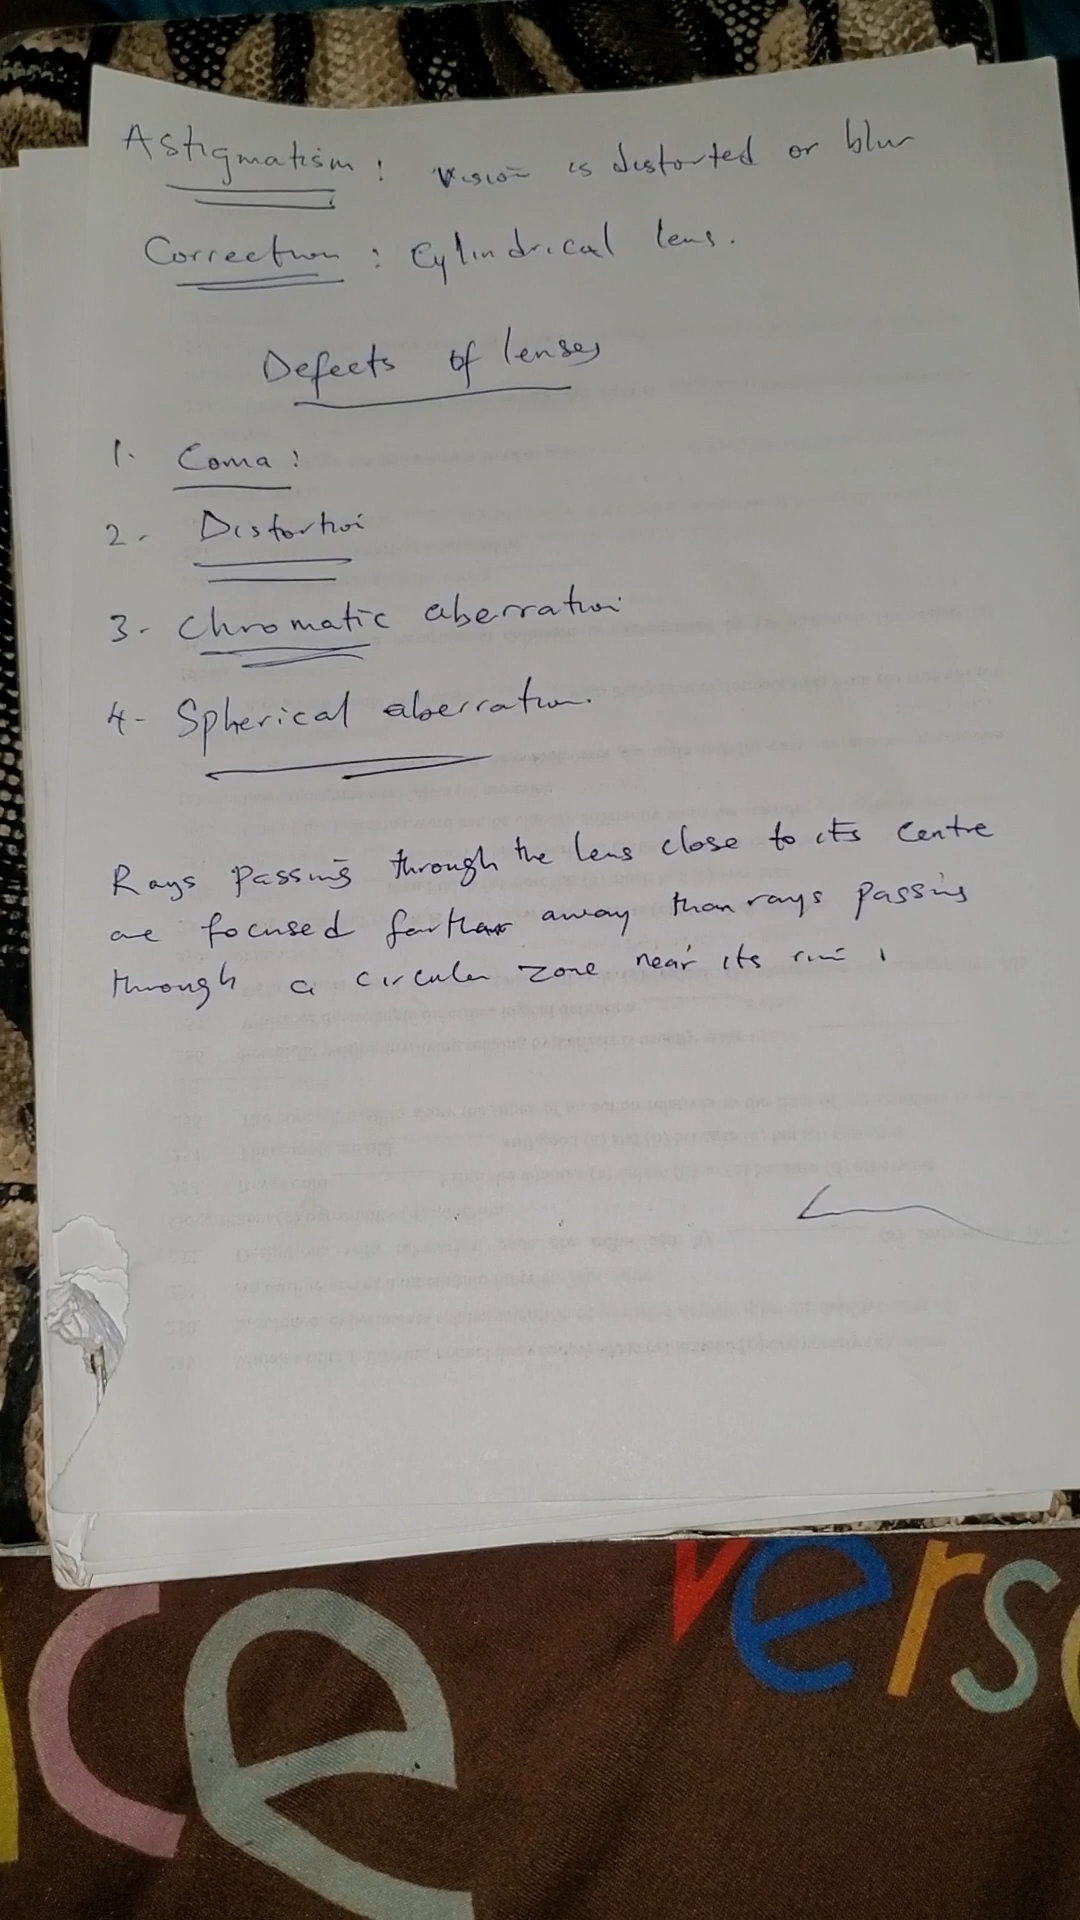 Astigmatism : vision is distorted or blur
Correction : Cylindrical lens.
Defects of lenses
1. Coma :
2. Distortion
3- Chromatic aberration
4- Spherical aberration.
Rays passing through the lens close to its centre
are focused farther away than rays passing
through a circular zone near its rim
ce vers